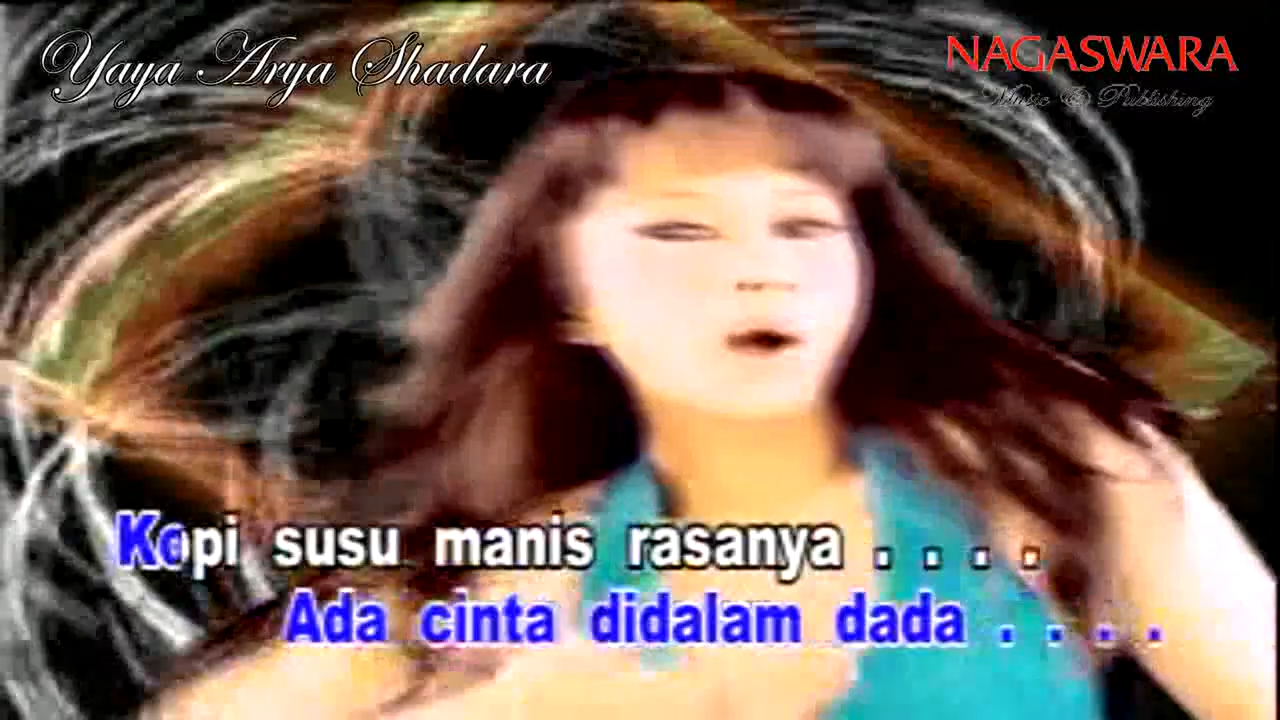 Yaya Arya Shadara
NAGASWARA
Music & Publishing
Kopi susu manis rasanya . . . .
Ada cinta didalam dada . . . .